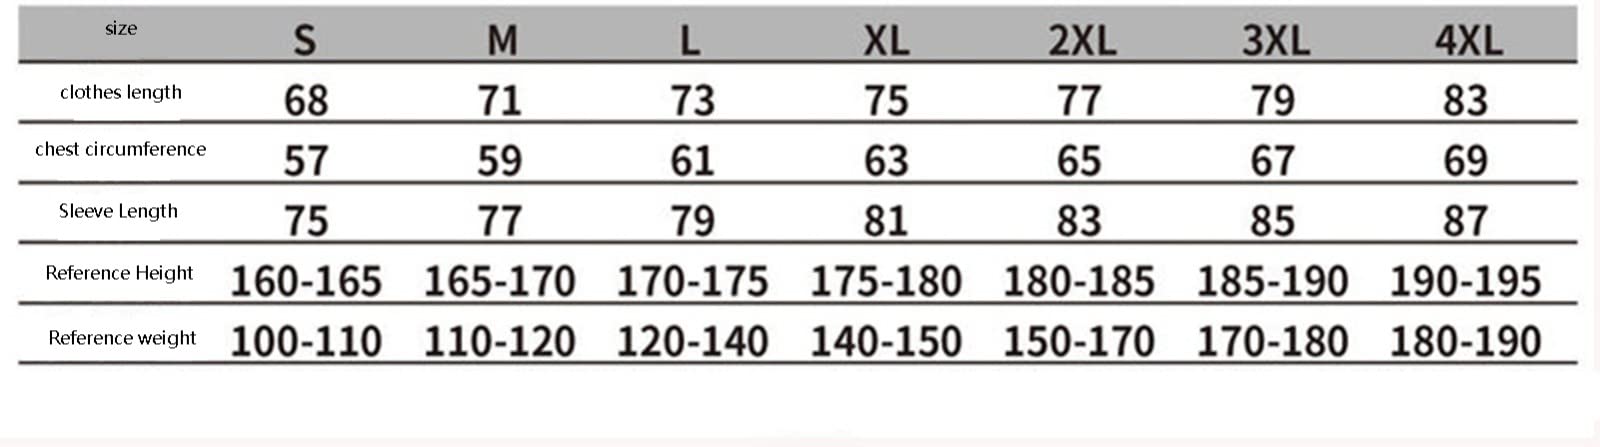 size S M L XL 2XL 3XL 4XL
clothes length 68 71 73 75 77 79 83
chest circumference 57 59 61 63 65 67 69
Sleeve Length 75 77 79 81 83 85 87
Reference Height 160-165 165-170 170-175 175-180 180-185 185-190 190-195
Reference weight 100-110 110-120 120-140 140-150 150-170 170-180 180-190